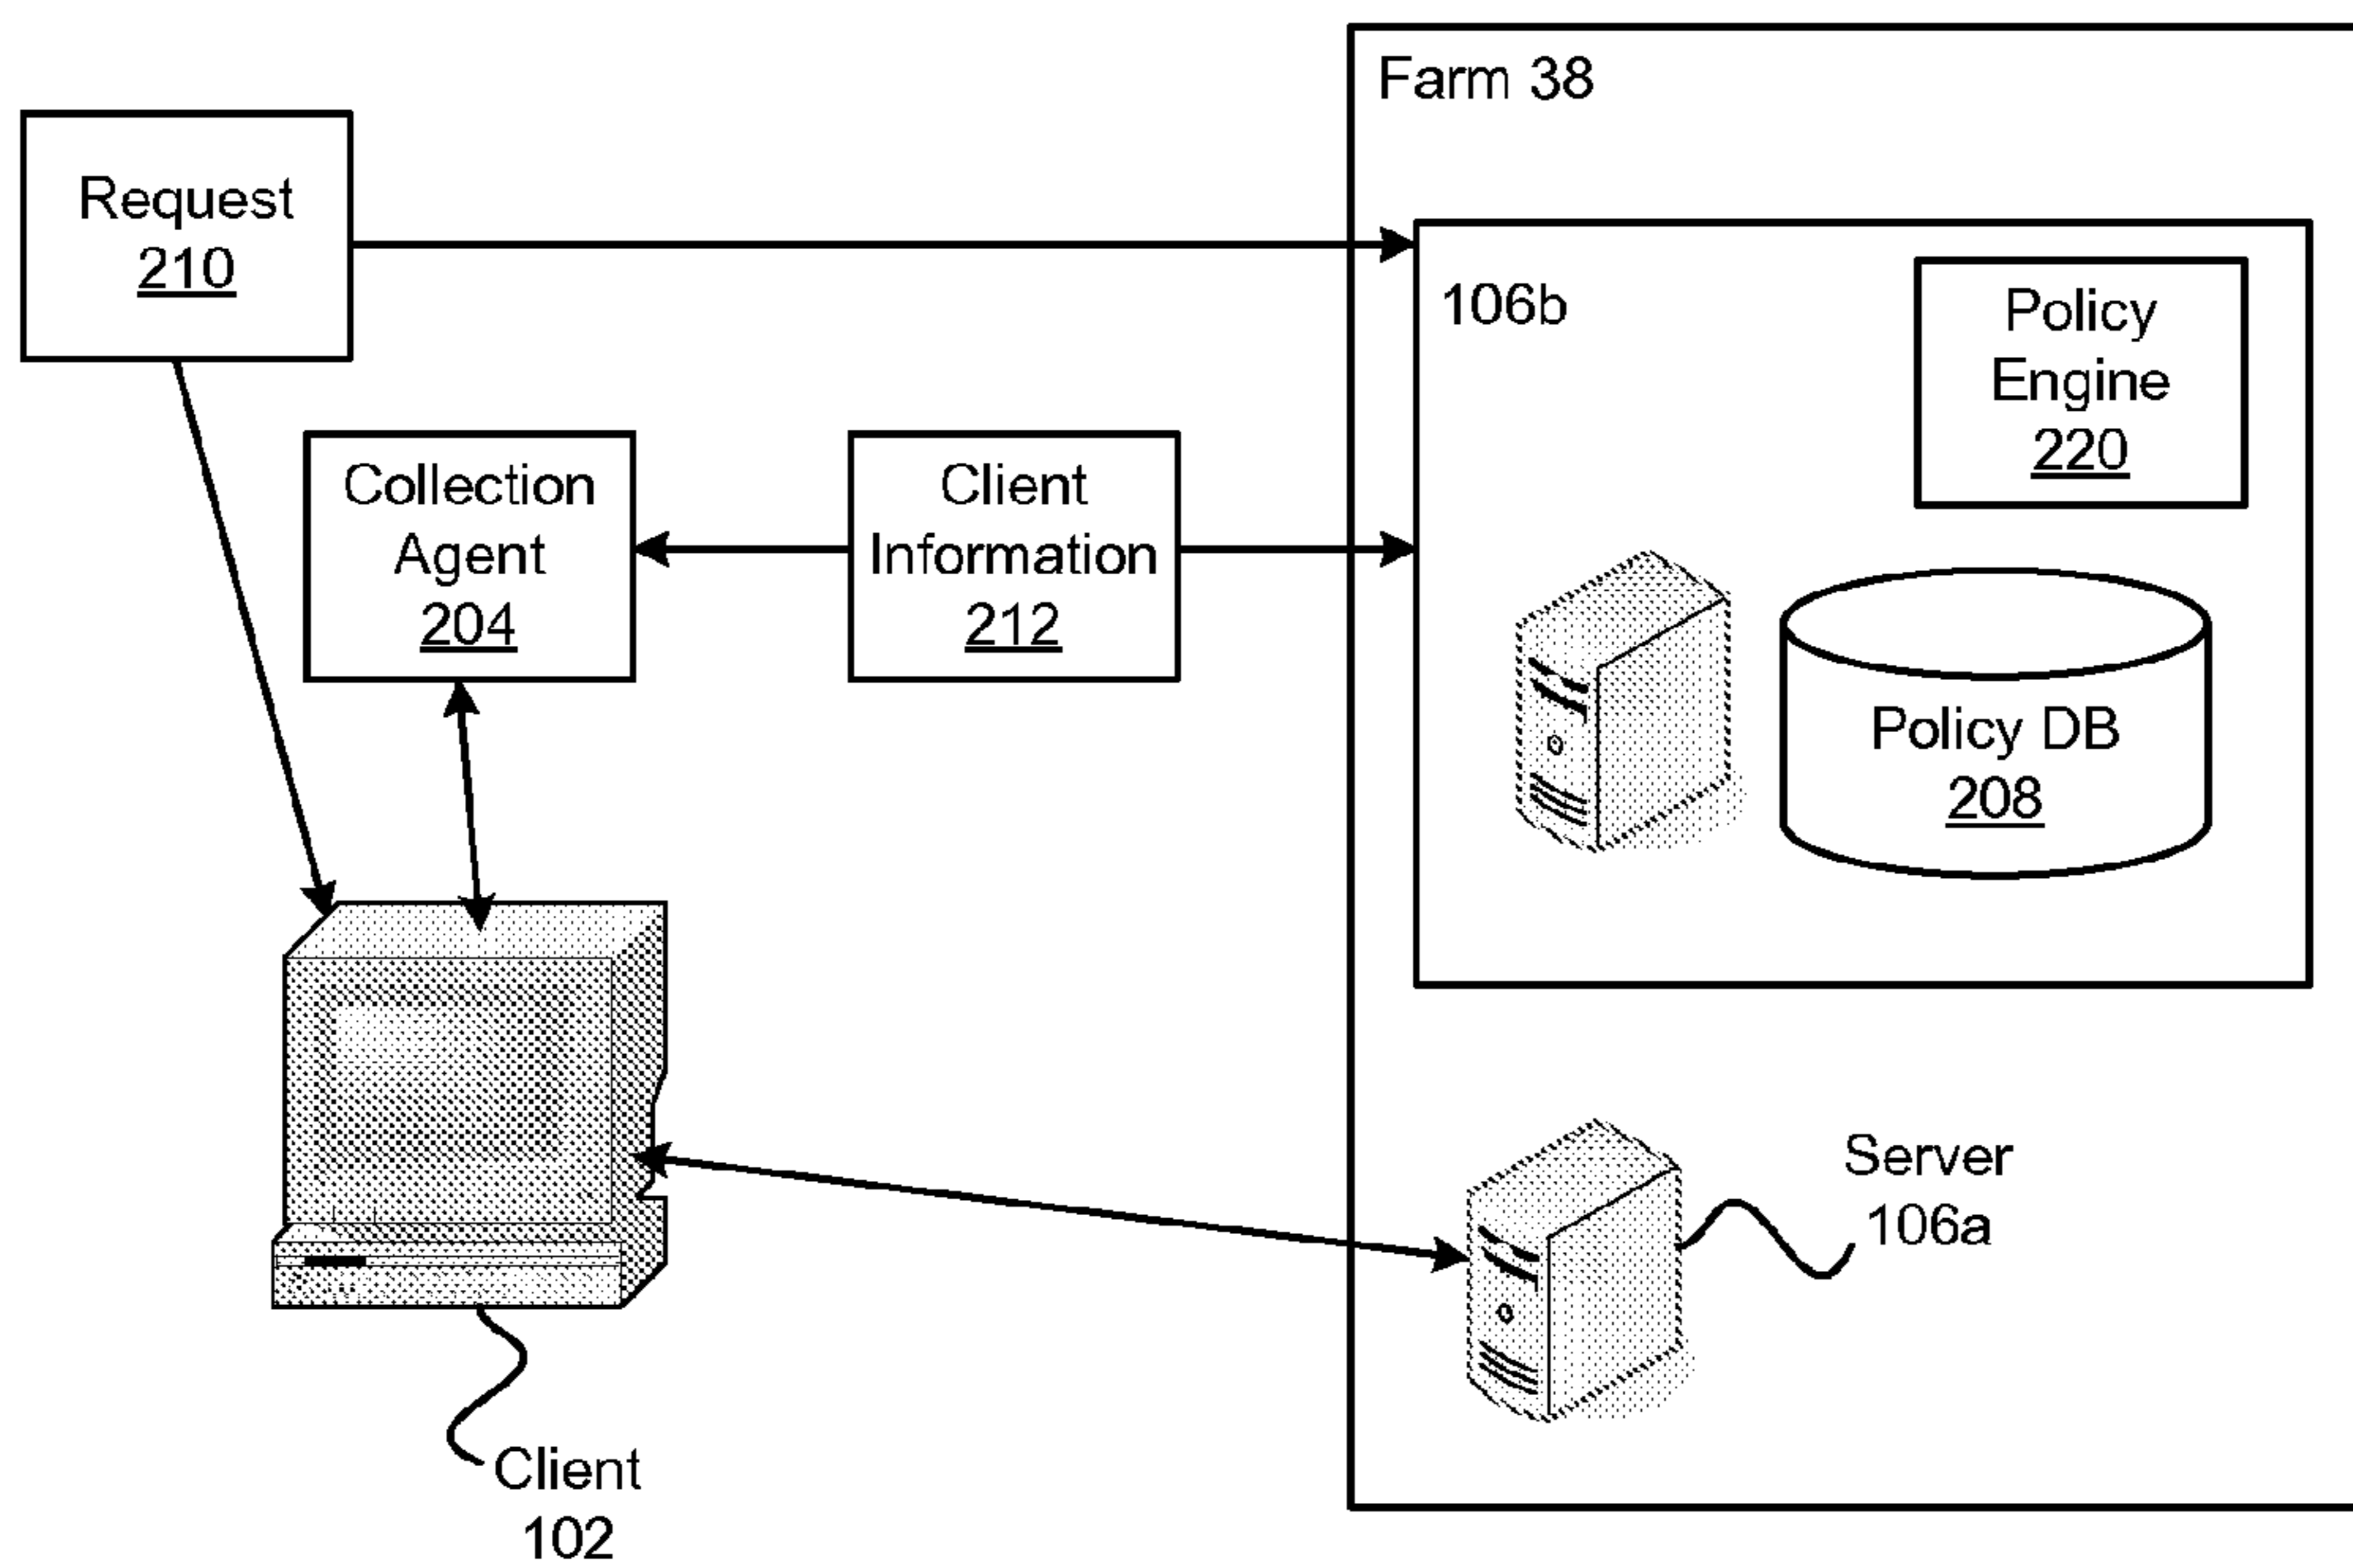 Farm 38
Request
210
106b
Policy
Engine
220
Collection
Agent
204
Client
Information
212
Policy DB
208
Server
106a
Client
102